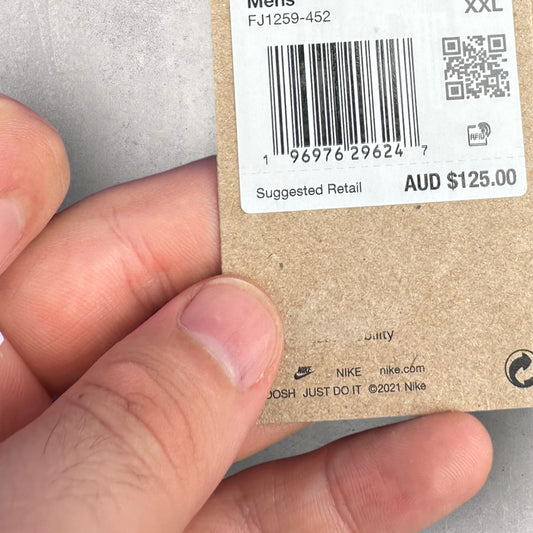 Mens
XXL
FJ1259-452
1 96976 29624 7
RFID
Suggested Retail AUD $125.00
NIKE nike.com
JUST DO IT ©2021 Nike